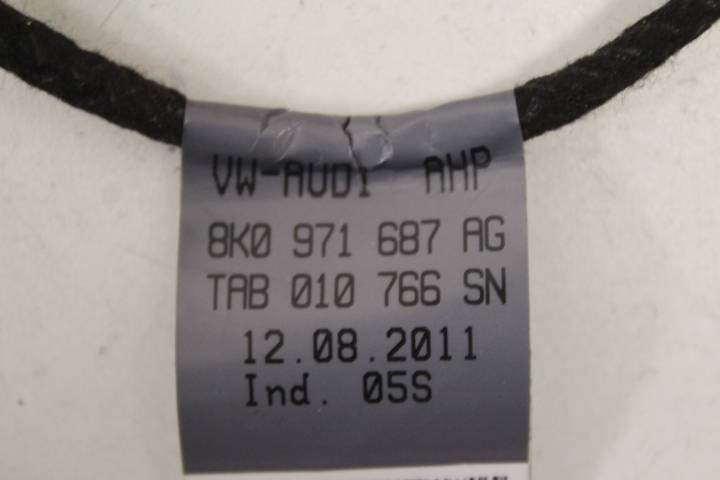 VW-AUDI AHP
8K0 971 687 AG
TAB 010 766 SN
12.08.2011
Ind. 05S